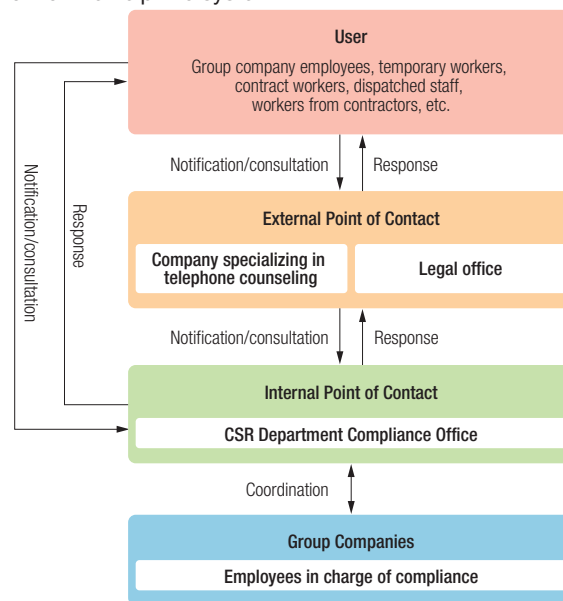 User
Group company employees, temporary workers,
contract workers, dispatched staff,
workers from contractors, etc.
Notification/consultation
Response
Notification/consultation
Response
External Point of Contact
Company specializing in
telephone counseling
Legal office
Notification/consultation
Response
Internal Point of Contact
CSR Department Compliance Office
Coordination
Group Companies
Employees in charge of compliance